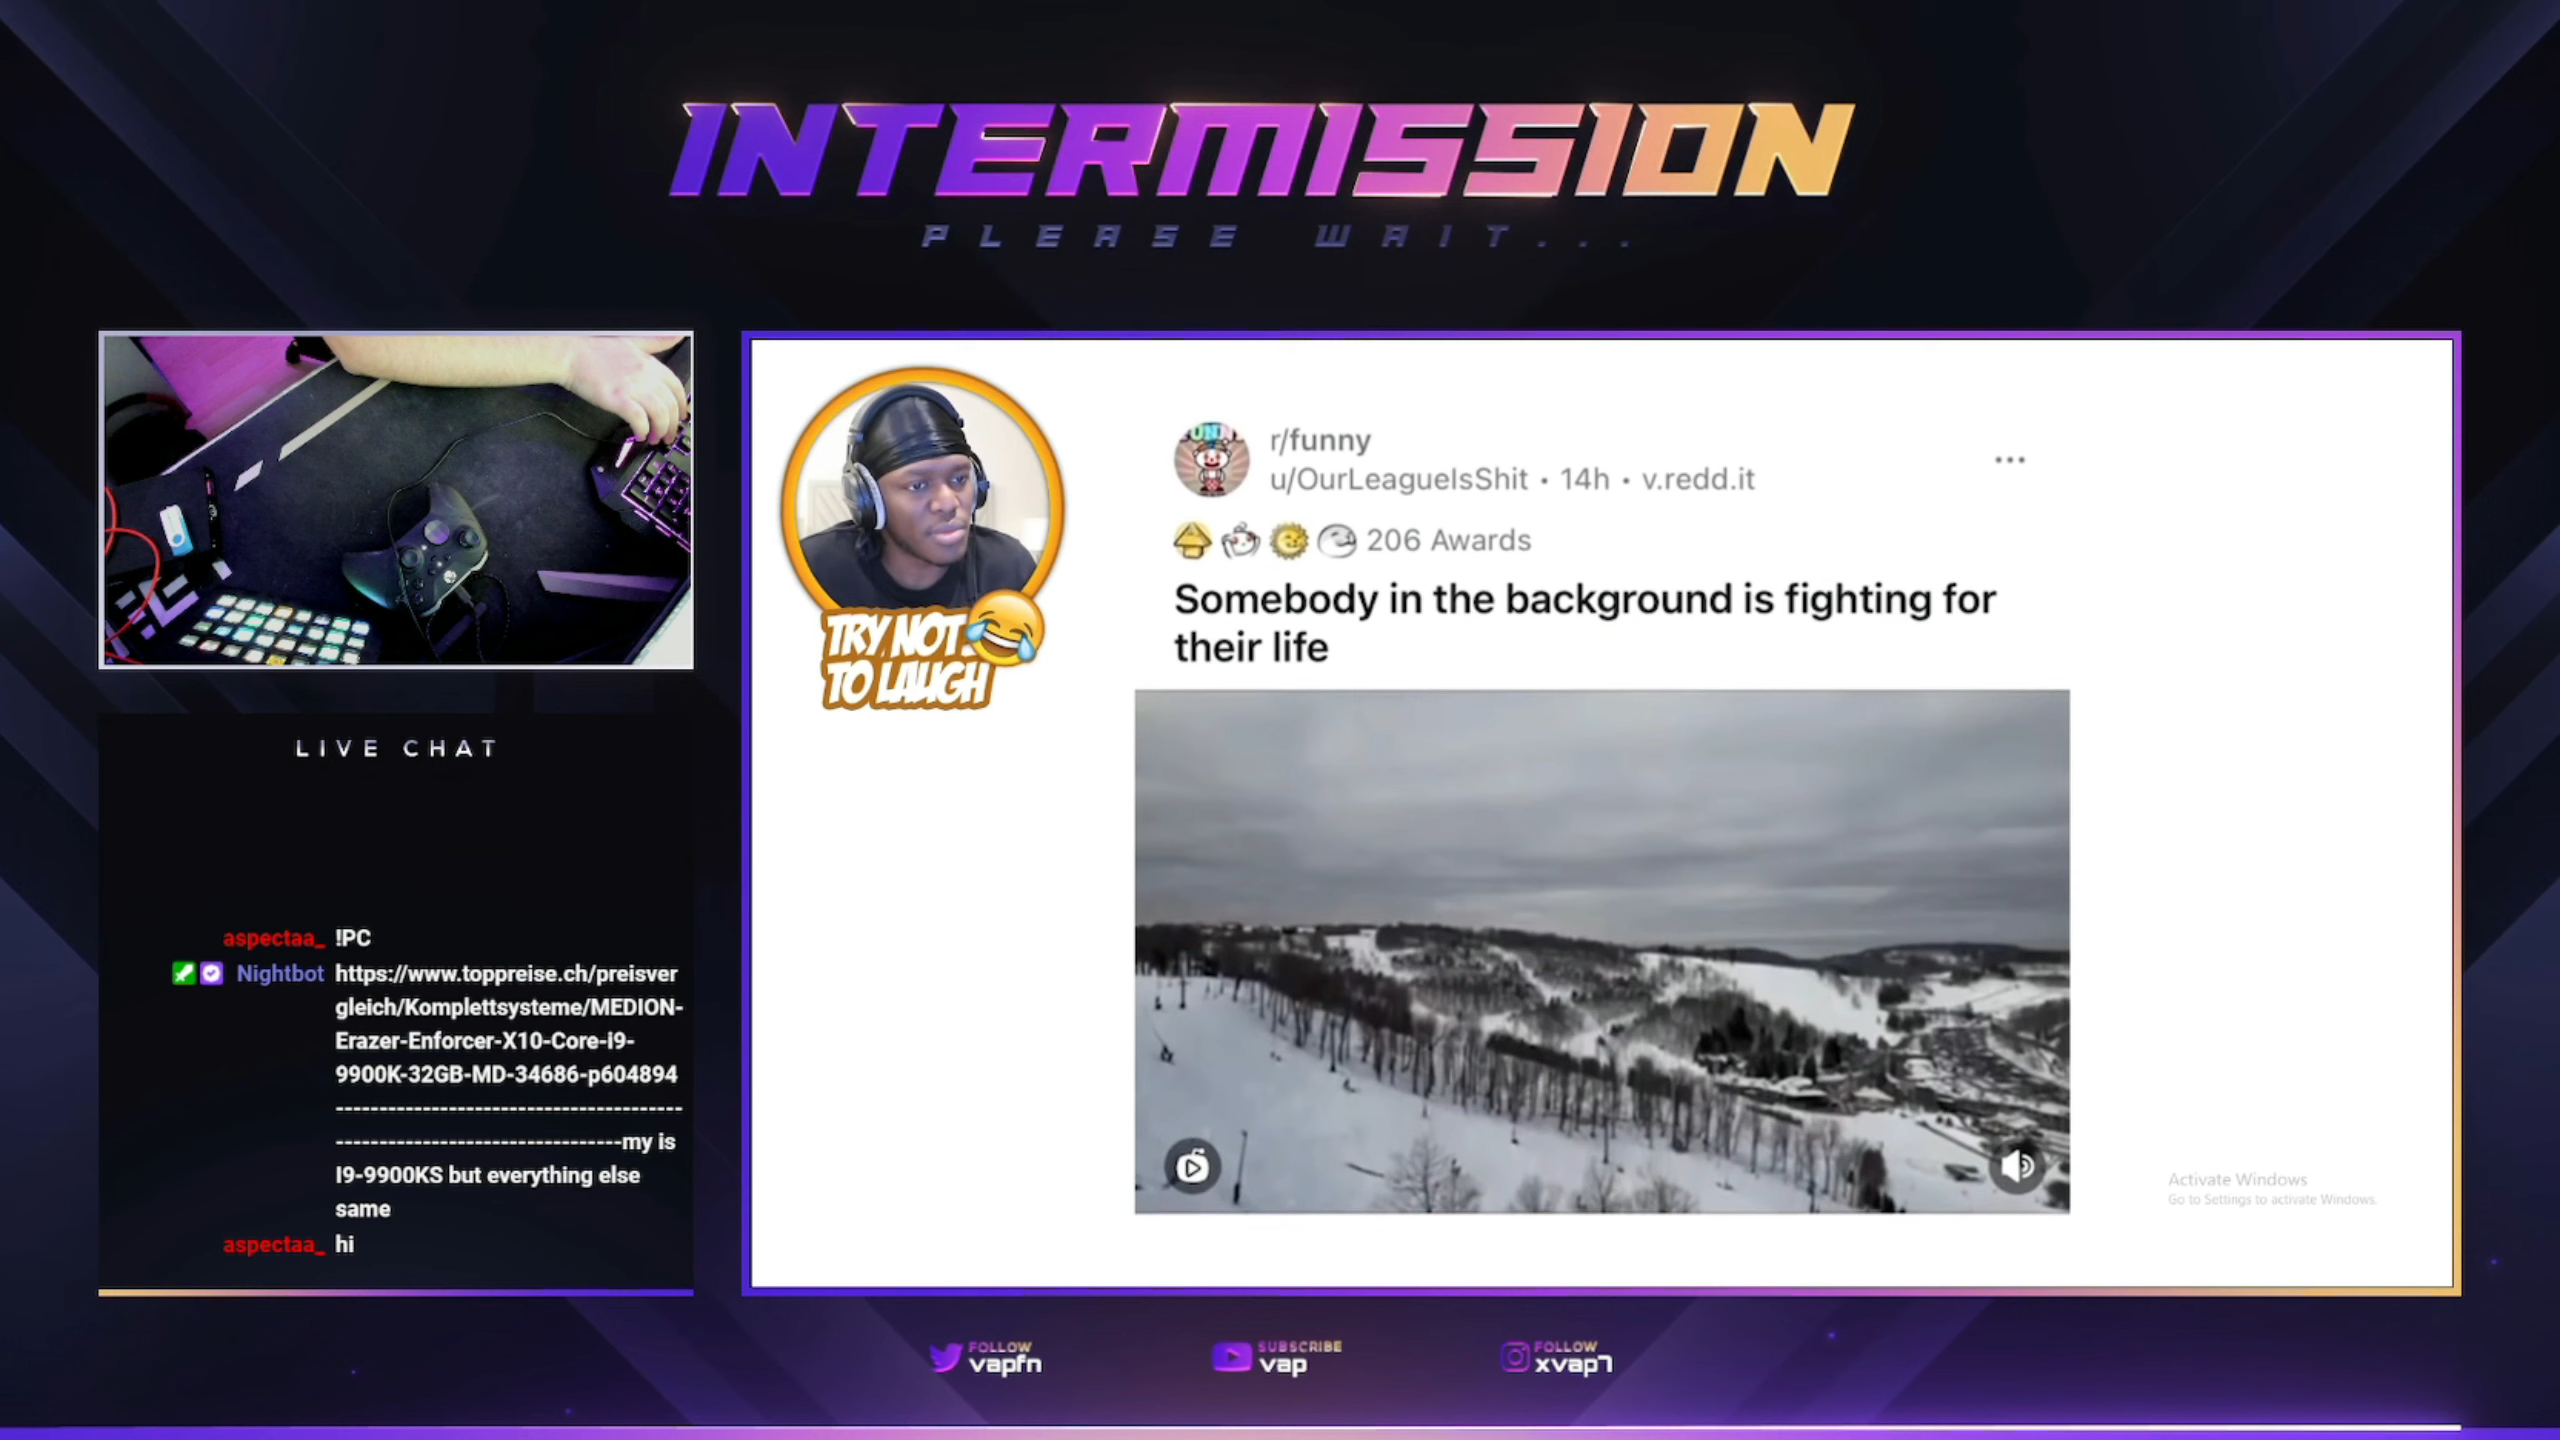 INTERMISSION
PLEASE WAIT...
r/funny
u/OurLeagueIsShit • 14h • v.redd.it
206 Awards
Somebody in the background is fighting for
their life
TRY NOT
TO LAUGH
LIVE CHAT
aspectaa_ !PC
Nightbot https://www.toppreise.ch/preisver
gleich/Komplettsysteme/MEDION-
Erazer-Enforcer-X10-Core-i9-
9900K-32GB-MD-34686-p604894
---------------------------------------
--------------------------------my is
I9-9900KS but everything else
same
aspectaa_ hi
Activate Windows
Go to Settings to activate Windows.
FOLLOW
vapfn
SUBSCRIBE
vap
FOLLOW
xvap7